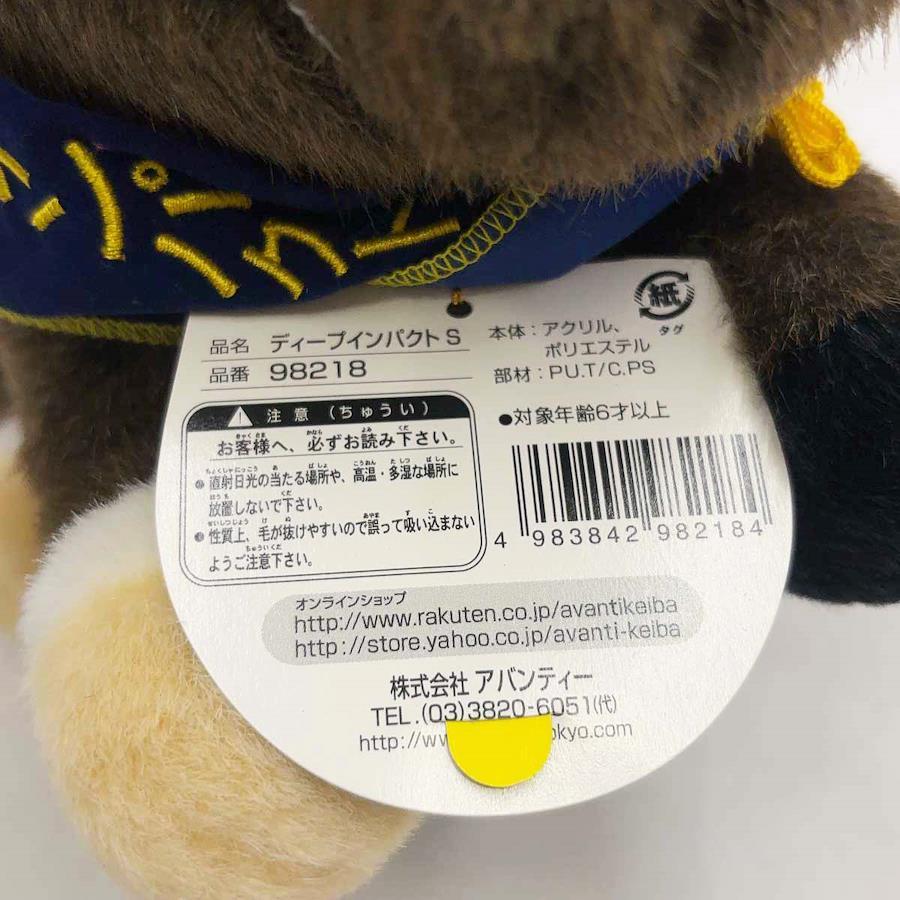 ンパクト
紙
タグ
品名 ディープインパクト S
品番 98218
本体：アクリル、
ポリエステル
部材：PU.T/C.PS
●対象年齢6才以上
注意（ちゅうい）
お客様へ、必ずお読み下さい。
直射日光の当たる場所や、高温・多湿な場所に
放置しないで下さい。
性質上、毛が抜けやすいので誤って吸い込まない
ようご注意下さい。
4 983842 982184
オンラインショップ
http://www.rakuten.co.jp/avantikeiba
http://store.yahoo.co.jp/avanti-keiba
株式会社 アバンティー
TEL.(03)3820-6051(代)